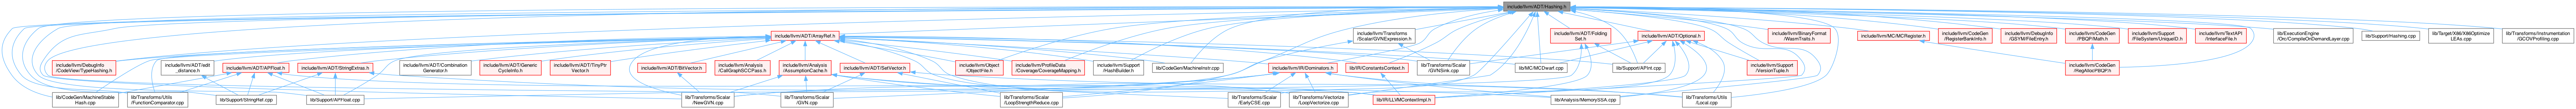 include/llvm/ADT/Hashing.h
include/llvm/ADT/ArrayRef.h
include/llvm/Transforms
/Scalar/GVNExpression.h
include/llvm/ADT/Folding
Set.h
include/llvm/ADT/Optional.h
include/llvm/BinaryFormat
/WasmTraits.h
include/llvm/MC/MCRegister.h
include/llvm/CodeGen
/RegisterBankInfo.h
include/llvm/DebugInfo
/GSYM/FileEntry.h
include/llvm/CodeGen
/PBQP/Math.h
include/llvm/Support
/FileSystem/UniqueID.h
include/llvm/TextAPI
/InterfaceFile.h
lib/ExecutionEngine
/Orc/CompileOnDemandLayer.cpp
lib/Support/Hashing.cpp
lib/Target/X86/X86Optimize
LEAs.cpp
lib/Transforms/Instrumentation
/GCOVProfiling.cpp
include/llvm/DebugInfo
/CodeView/TypeHashing.h
include/llvm/ADT/edit
_distance.h
include/llvm/ADT/APFloat.h
include/llvm/ADT/StringExtras.h
include/llvm/ADT/Combination
Generator.h
include/llvm/ADT/Generic
CycleInfo.h
include/llvm/ADT/TinyPtr
Vector.h
include/llvm/ADT/BitVector.h
include/llvm/Analysis
/CallGraphSCCPass.h
include/llvm/Analysis
/AssumptionCache.h
include/llvm/ADT/SetVector.h
include/llvm/Object
/ObjectFile.h
include/llvm/ProfileData
/Coverage/CoverageMapping.h
include/llvm/Support
/HashBuilder.h
lib/CodeGen/MachineInstr.cpp
lib/Transforms/Scalar
/GVNSink.cpp
include/llvm/IR/Dominators.h
include/llvm/IR/ConstantsContext.h
lib/MC/MCDwarf.cpp
lib/Support/APInt.cpp
include/llvm/Support
/VersionTuple.h
include/llvm/CodeGen
/RegAllocPBQP.h
lib/CodeGen/MachineStable
Hash.cpp
lib/Transforms/Utils
/FunctionComparator.cpp
lib/Support/StringRef.cpp
lib/Support/APFloat.cpp
lib/Transforms/Scalar
/NewGVN.cpp
lib/Transforms/Scalar
/GVN.cpp
lib/Transforms/Scalar
/LoopStrengthReduce.cpp
lib/Transforms/Scalar
/EarlyCSE.cpp
lib/Transforms/Vectorize
/LoopVectorize.cpp
lib/IR/LLVMContextImpl.h
lib/Analysis/MemorySSA.cpp
lib/Transforms/Utils
/Local.cpp